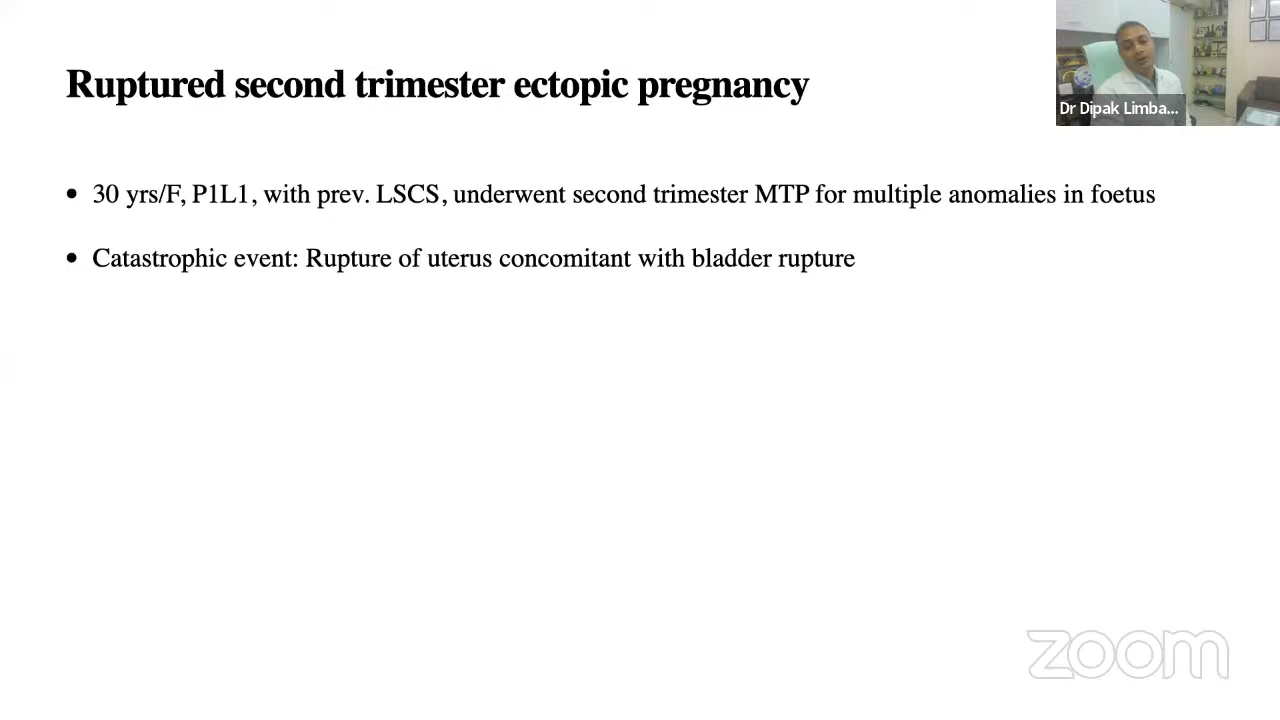 Ruptured second trimester ectopic pregnancy
Dr Dipak Limba...
• 30 yrs/F, P1L1, with prev. LSCS, underwent second trimester MTP for multiple anomalies in foetus
• Catastrophic event: Rupture of uterus concomitant with bladder rupture
zoom